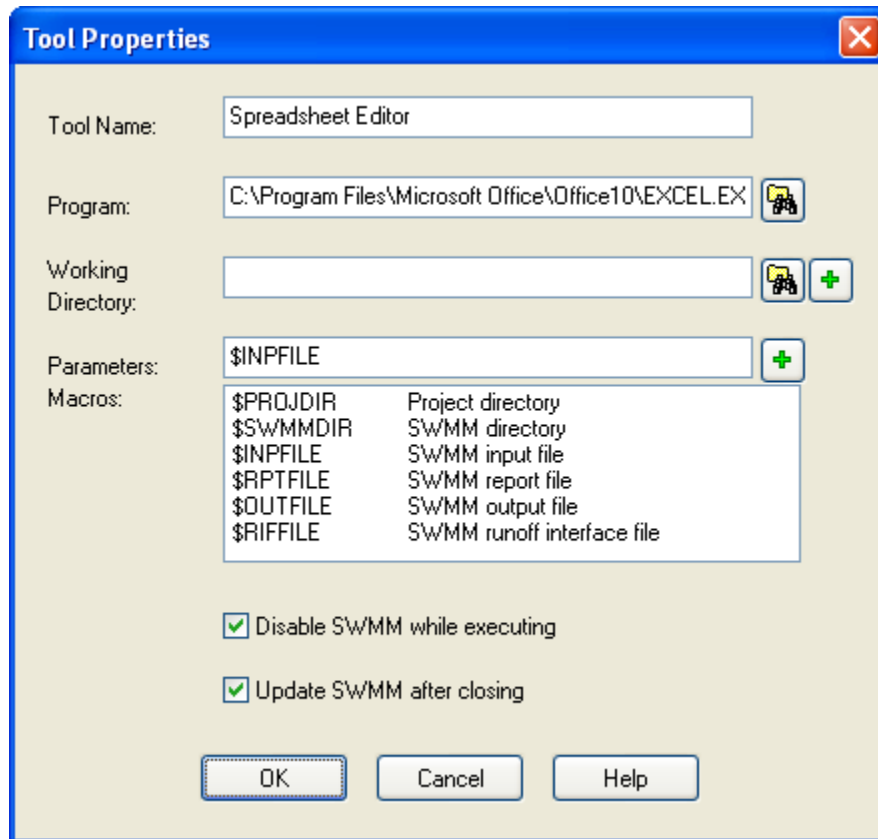 Tool Properties
Tool Name:
Spreadsheet Editor
Program:
C:\Program Files\Microsoft Office\Office10\EXCEL.EX
Working
Directory:
Parameters:
$INPFILE
Macros:
$PROJDIR Project directory
$SWMMDIR SWMM directory
$INPFILE SWMM input file
$RPTFILE SWMM report file
$OUTFILE SWMM output file
$RIFFILE SWMM runoff interface file
Disable SWMM while executing
Update SWMM after closing
OK Cancel Help